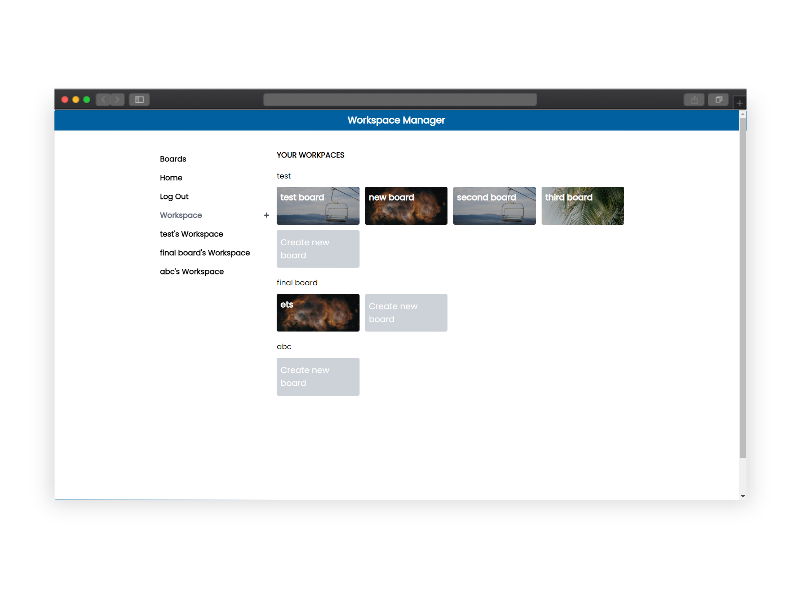 Workspace Manager
Boards
Home
Log Out
Workspace +
test's Workspace
final board's Workspace
abc's Workspace
YOUR WORKPACES
test
test board
new board
second board
third board
Create new
board
final board
ets
Create new
board
abc
Create new
board